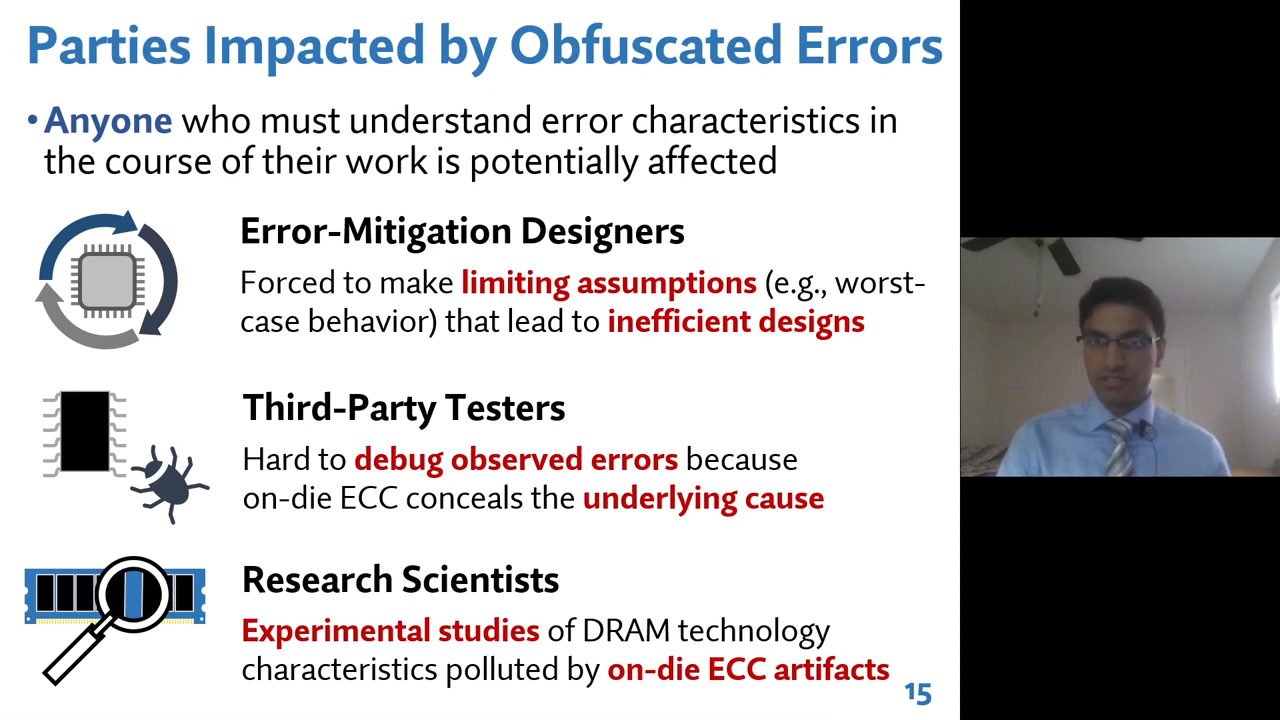 Parties Impacted by Obfuscated Errors
• Anyone who must understand error characteristics in
the course of their work is potentially affected
Error-Mitigation Designers
Forced to make limiting assumptions (e.g., worst-
case behavior) that lead to inefficient designs
Third-Party Testers
Hard to debug observed errors because
on-die ECC conceals the underlying cause
Research Scientists
Experimental studies of DRAM technology
characteristics polluted by on-die ECC artifacts
15